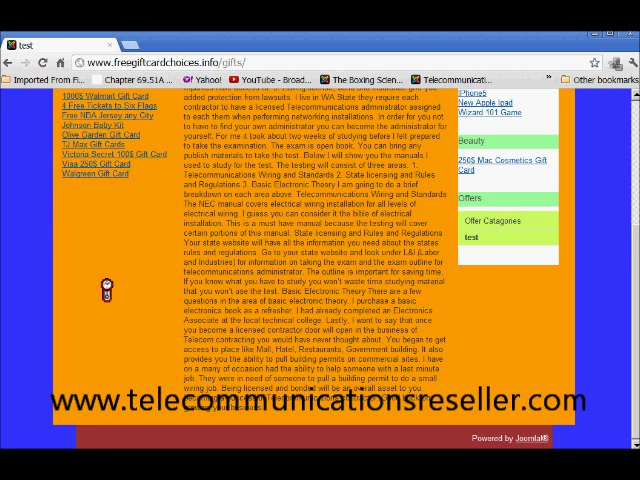 test
www.freegiftcardchoices.info/gifts/
Imported From Fi...
Chapter 69.51A ...
Yahoo!
YouTube - Broad...
The Boxing Scien...
Telecommunicati...
»
Other bookmarks
1000$ Walmart Gift Card
4 Free Tickets to Six Flags
Free NBA Jersey any City
Johnson Baby Kit
Olive Garden Gift Card
TJ Max Gift Cards
Victoria Secret 100$ Gift Card
Visa 250$ Gift Card
Walgreen Gift Card
added protection from lawsuits. I live in WA State they require each
contractor to have a licensed Telecommunications administrator assigned
to each them when performing networking installations. In order for you not
to have to find your own administrator you can become the administrator of
yourself. For me it took about two weeks of studying before I felt prepared
to take the examination. The exam is open book. You can bring any
publish materials to take the test. Below I will show you the manuals I
used to study for the test. The testing will consist of three areas. 1.
Telecommunications Wiring and Standards 2. State licensing and Rules
and Regulations 3. Basic Electronic Theory I am going to do a brief
breakdown on each area above. Telecommunications Wiring and Standards
The NEC manual covers electrical wiring installation for all levels of
electrical wiring. I guess you can consider it the bible of electrical
installation. This is a must have manual because the testing will cover
certain portions of this manual. State licensing and Rules and Regulations
Your state website will have all the information you need about the states
rules and regulations. Go to your state website and look under L&I (Labor
and Industries) for information on taking the exam and the exam outline for
telecommunications administrator. The outline is important for saving time.
If you know what you have to study you won't waste time studying material
that you won't use the test. Basic Electronic Theory There are a few
questions in the area of basic electronic theory. I purchase a basic
electronics book as a refresher. I had already completed an Electronics
Associate at the local technical college. Lastly, I want to say that once
you become a licensed contractor door will open in the business of
Telecom contracting you would have never thought about. You began to get
access to place like Mall, Hotel, Restaurants, Government building. It also
provides you the ability to pull building permits on commercial sites. I have
on a many of occasion had the ability to help someone with a last minute
job. They were in need of someone to pull a building permit to do a small
wiring job. Being licensed and bonded will be an overall asset to you
iPhone5
New Apple Ipad
Wizard 101 Game
Beauty
250$ Mac Cosmetics Gift
Card
Offers
Offer Catagories
test
www.telecommunicationsreseller.com
Powered by Joomla!®